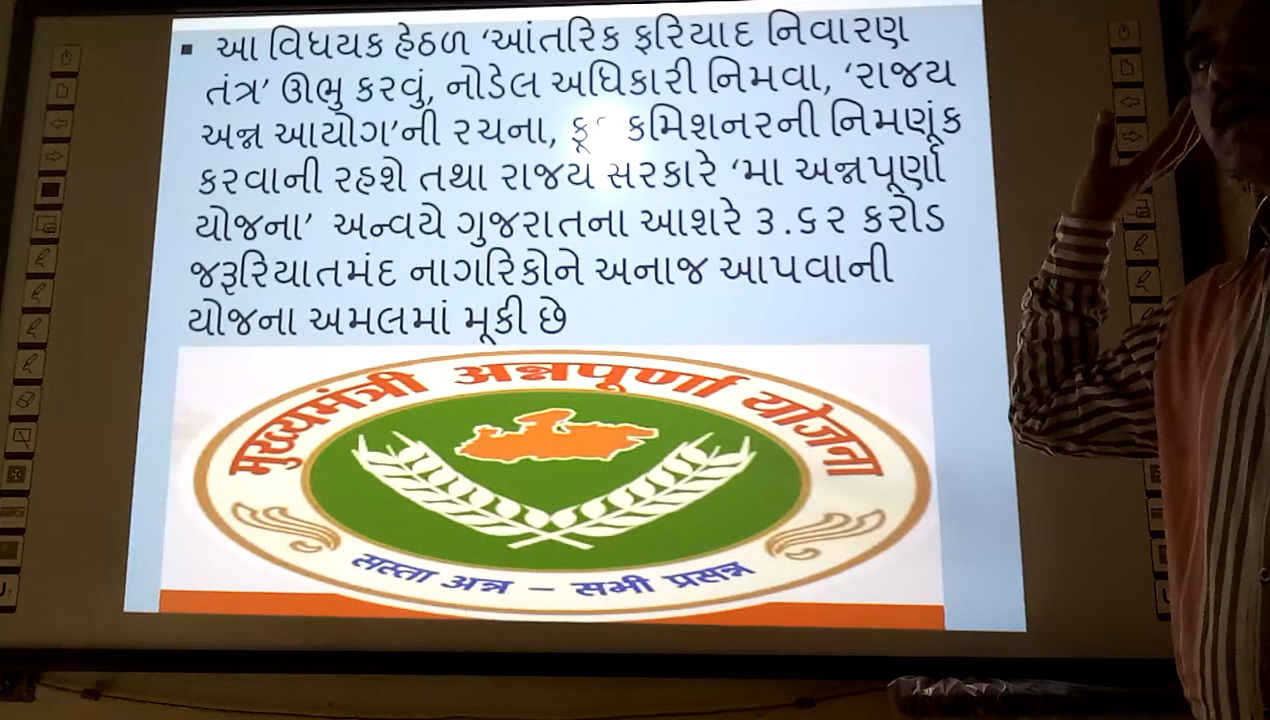 ▪ આ વિધયક હેઠળ ‘આંતરિક ફરિયાદ નિવારણ
તંત્ર’ ઊભુ કરવું, નોડેલ અધિકારી નિમવા, ‘રાજય
અન્ન આયોગ’ની રચના, કમિશનરની નિમણૂંક
કરવાની રહશે તથા રાજય સરકારે ‘મા અન્નપૂર્ણા
યોજના’ અન્વયે ગુજરાતના આશરે ૩.૬૨ કરોડ
જરૂરિયાતમંદ નાગરિકોને અનાજ આપવાની
યોજના અમલમાં મૂકી છે
मुख्यमंत्री अन्नपूर्णा योजना
सस्ता अन्न – सभी प्रसन्न